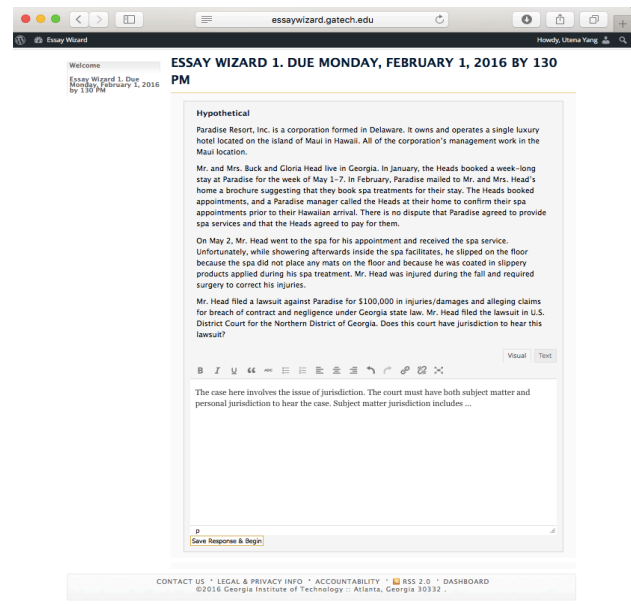 essaywizard.gatech.edu
Essay Wizard
Howdy, Utena Yang
Welcome
Essay Wizard 1. Due
Monday, February 1, 2016
by 130 PM
ESSAY WIZARD 1. DUE MONDAY, FEBRUARY 1, 2016 BY 130
PM
Hypothetical
Paradise Resort, Inc. is a corporation formed in Delaware. It owns and operates a single luxury
hotel located on the island of Maui in Hawaii. All of the corporation's management work in the
Maui location.
Mr. and Mrs. Buck and Gloria Head live in Georgia. In January, the Heads booked a week-long
stay at Paradise for the week of May 1-7. In February, Paradise mailed to Mr. and Mrs. Head's
home a brochure suggesting that they book spa treatments for their stay. The Heads booked
appointments, and a Paradise manager called the Heads at their home to confirm their spa
appointments prior to their Hawaiian arrival. There is no dispute that Paradise agreed to provide
spa services and that the Heads agreed to pay for them.
On May 2, Mr. Head went to the spa for his appointment and received the spa service.
Unfortunately, while showering afterwards inside the spa facilitates, he slipped on the floor
because the spa did not place any mats on the floor and because he was coated in slippery
products applied during his spa treatment. Mr. Head was injured during the fall and required
surgery to correct his injuries.
Mr. Head filed a lawsuit against Paradise for $100,000 in injuries/damages and alleging claims
for breach of contract and negligence under Georgia state law. Mr. Head filed the lawsuit in U.S.
District Court for the Northern District of Georgia. Does this court have jurisdiction to hear this
lawsuit?
Visual Text
B I U “ ABC
The case here involves the issue of jurisdiction. The court must have both subject matter and
personal jurisdiction to hear the case. Subject matter jurisdiction includes ...
p
Save Response & Begin
CONTACT US ' LEGAL & PRIVACY INFO ' ACCOUNTABILITY ' RSS 2.0 ' DASHBOARD
©2016 Georgia Institute of Technology :: Atlanta, Georgia 30332 .